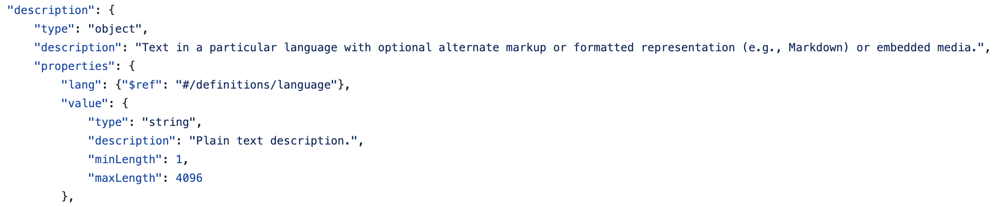 "description": {
    "type": "object",
    "description": "Text in a particular language with optional alternate markup or formatted representation (e.g., Markdown) or embedded media.",
    "properties": {
        "lang": {"$ref": "#/definitions/language"},
        "value": {
            "type": "string",
            "description": "Plain text description.",
            "minLength": 1,
            "maxLength": 4096
        },